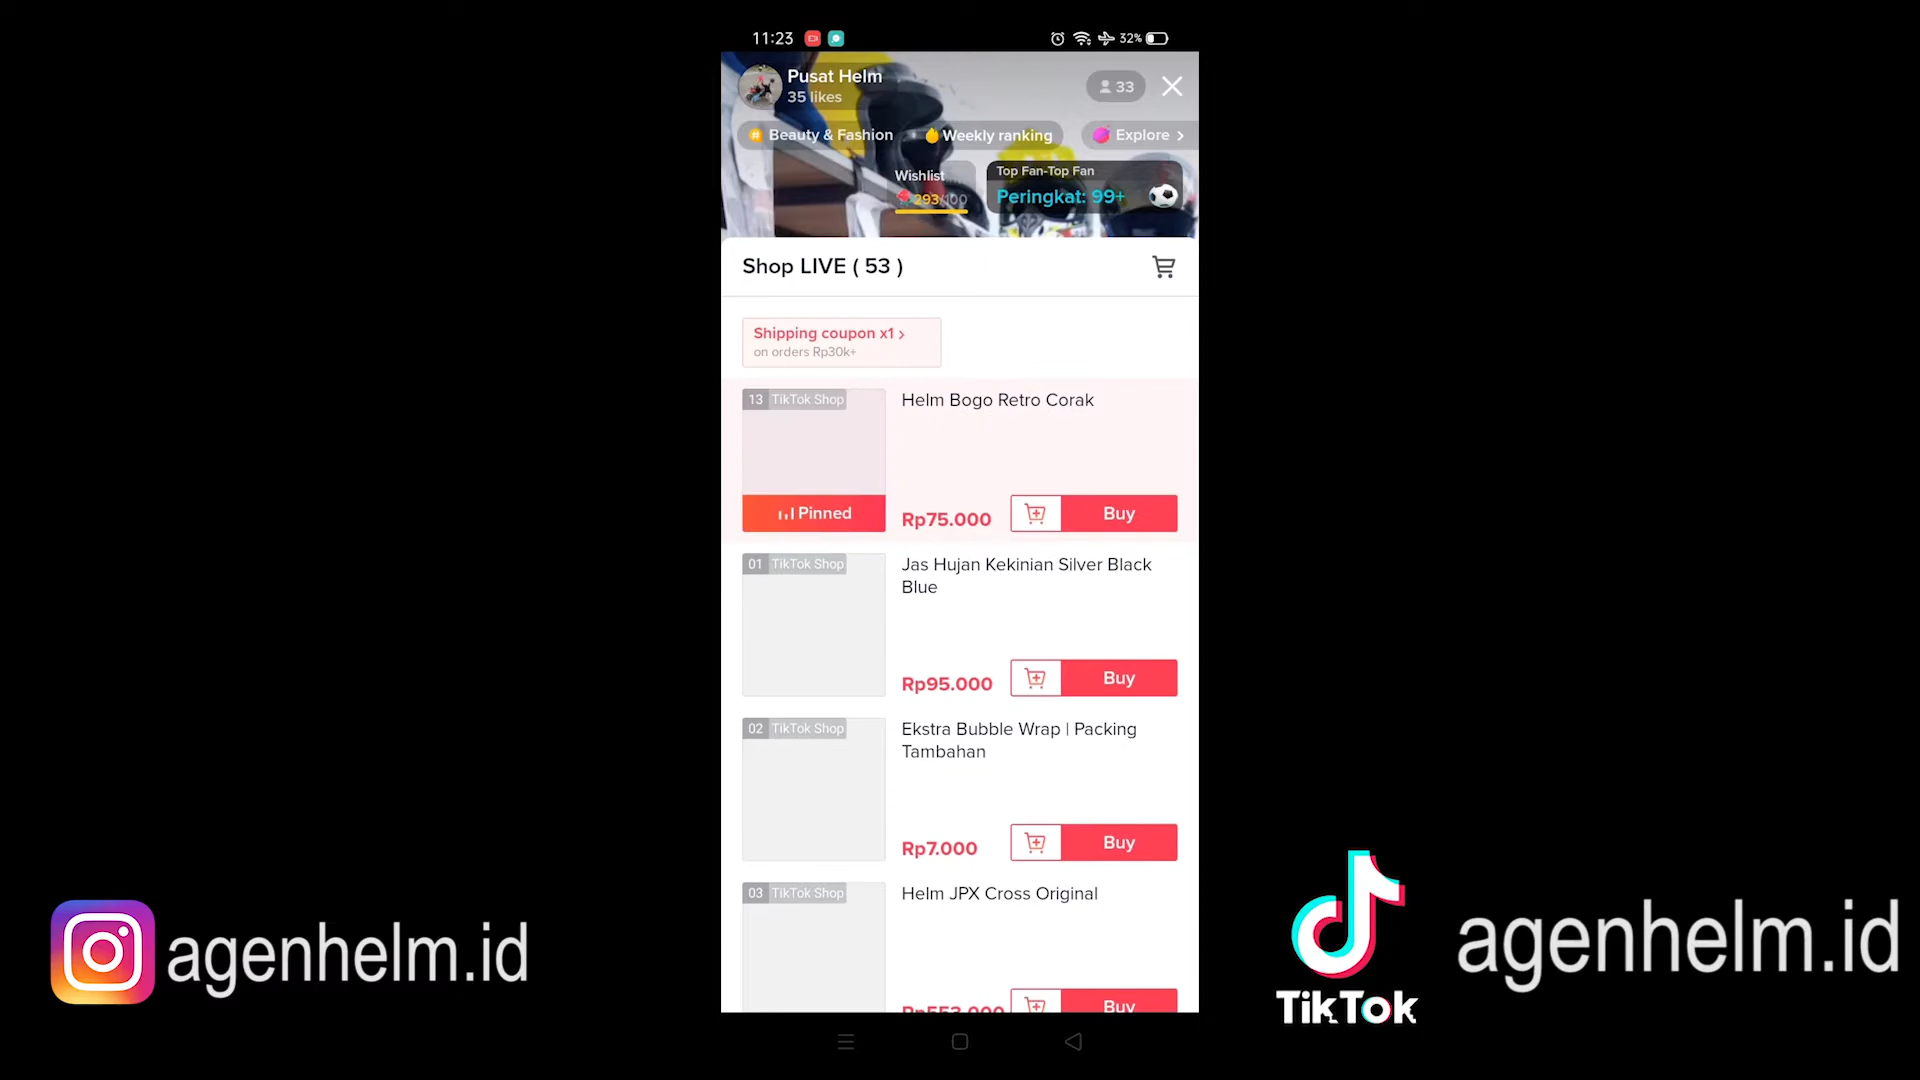 11:23
32%
Pusat Helm
35 likes
33
Beauty & Fashion
Weekly ranking
Explore >
Wishlist
293/100
Top Fan-Top Fan
Peringkat: 99+
Shop LIVE ( 53 )
Shipping coupon x1 >
on orders Rp30k+
13 TikTok Shop
Helm Bogo Retro Corak
Pinned
Rp75.000
Buy
01 TikTok Shop
Jas Hujan Kekinian Silver Black
Blue
Rp95.000
Buy
02 TikTok Shop
Ekstra Bubble Wrap | Packing
Tambahan
Rp7.000
Buy
03 TikTok Shop
Helm JPX Cross Original
Rp553.000
Buy
agenhelm.id
TikTok
agenhelm.id